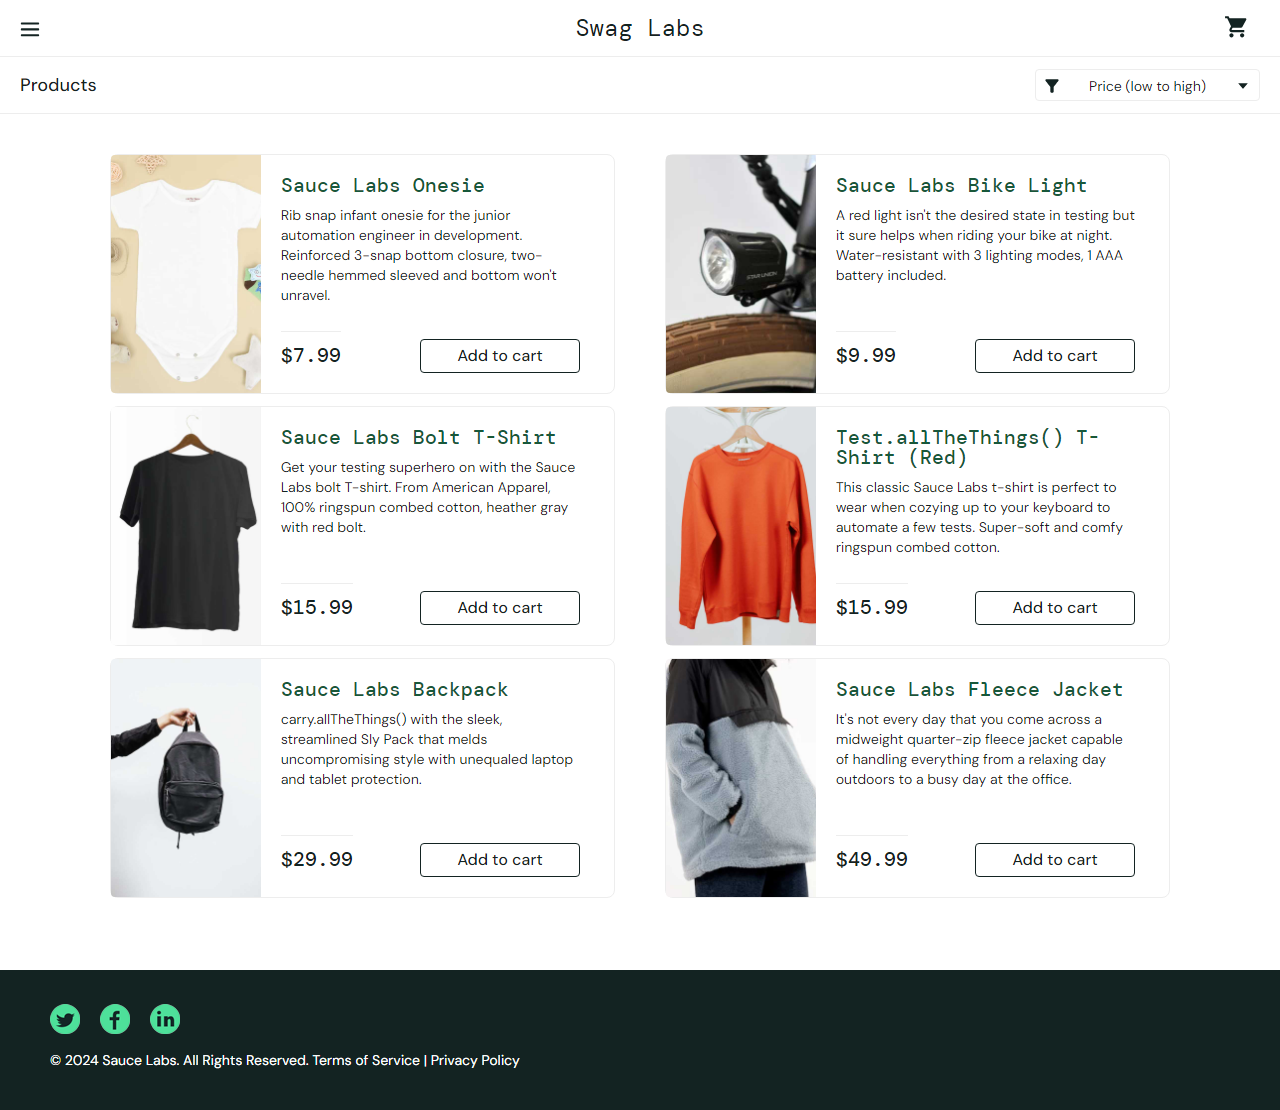 Swag Labs
Products
Price (low to high)
Sauce Labs Onesie
Rib snap infant onesie for the junior
automation engineer in development.
Reinforced 3-snap bottom closure, two-
needle hemmed sleeved and bottom won't
unravel.
$7.99
Add to cart
Sauce Labs Bike Light
A red light isn't the desired state in testing but
it sure helps when riding your bike at night.
Water-resistant with 3 lighting modes, 1 AAA
battery included.
$9.99
Add to cart
Sauce Labs Bolt T-Shirt
Get your testing superhero on with the Sauce
Labs bolt T-shirt. From American Apparel,
100% ringspun combed cotton, heather gray
with red bolt.
$15.99
Add to cart
Test.allTheThings() T-
Shirt (Red)
This classic Sauce Labs t-shirt is perfect to
wear when cozying up to your keyboard to
automate a few tests. Super-soft and comfy
ringspun combed cotton.
$15.99
Add to cart
Sauce Labs Backpack
carry.allTheThings() with the sleek,
streamlined Sly Pack that melds
uncompromising style with unequaled laptop
and tablet protection.
$29.99
Add to cart
Sauce Labs Fleece Jacket
It's not every day that you come across a
midweight quarter-zip fleece jacket capable
of handling everything from a relaxing day
outdoors to a busy day at the office.
$49.99
Add to cart
© 2024 Sauce Labs. All Rights Reserved. Terms of Service | Privacy Policy